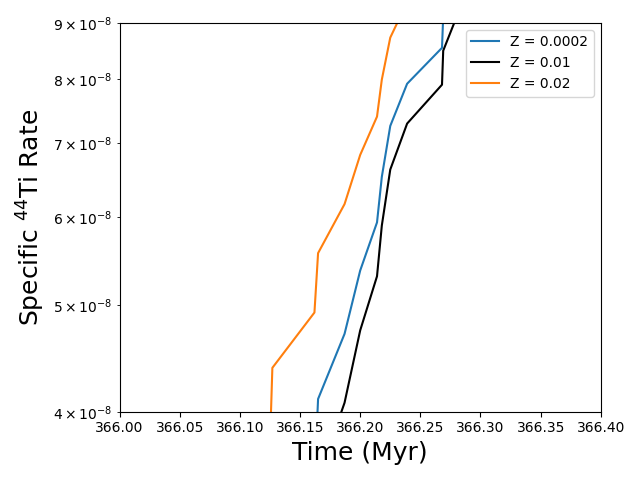 9 × 10⁻⁸
8 × 10⁻⁸
7 × 10⁻⁸
6 × 10⁻⁸
5 × 10⁻⁸
4 × 10⁻⁸
Specific ⁴⁴Ti Rate
Z = 0.0002
Z = 0.01
Z = 0.02
366.00 366.05 366.10 366.15 366.20 366.25 366.30 366.35 366.40
Time (Myr)